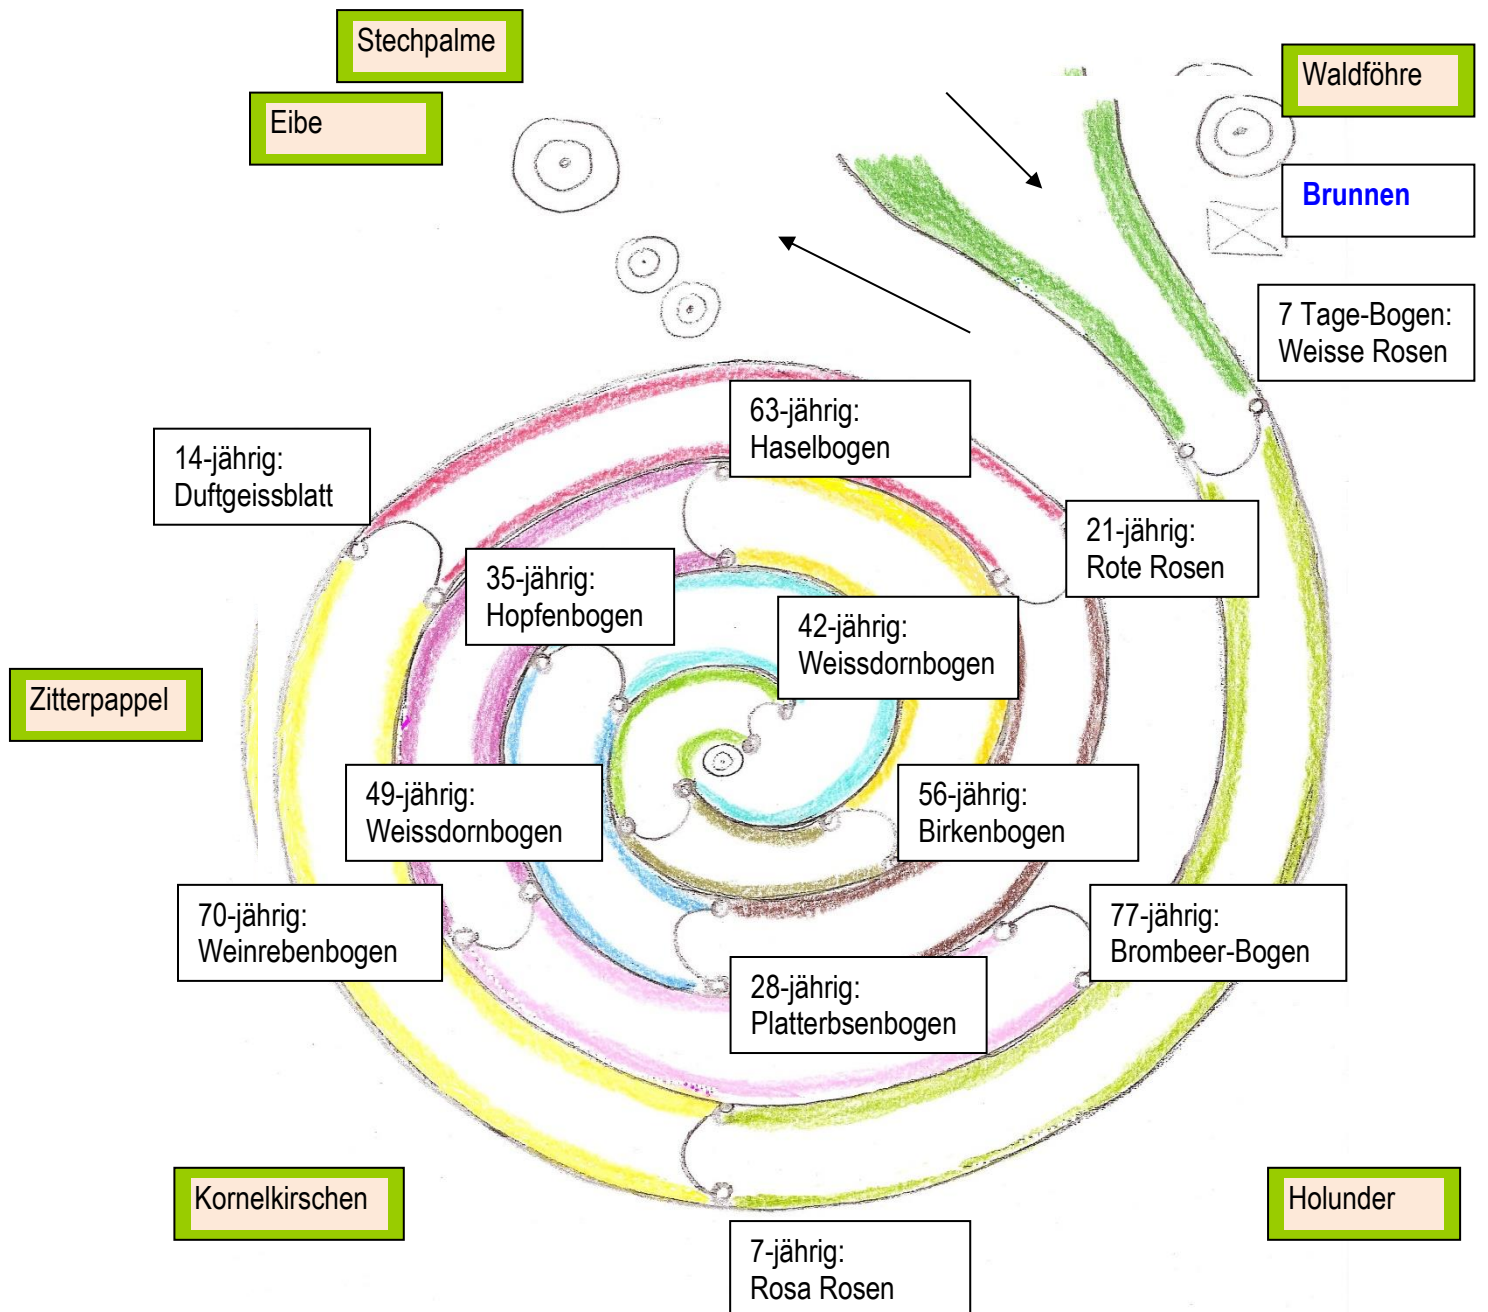 Stechpalme
Eibe
Waldföhre
Brunnen
7 Tage-Bogen:
Weisse Rosen
63-jährig:
Haselbogen
14-jährig:
Duftgeissblatt
21-jährig:
Rote Rosen
35-jährig:
Hopfenbogen
42-jährig:
Weissdornbogen
Zitterpappel
49-jährig:
Weissdornbogen
56-jährig:
Birkenbogen
70-jährig:
Weinrebenbogen
77-jährig:
Brombeer-Bogen
28-jährig:
Platterbsenbogen
Kornelkirschen
Holunder
7-jährig:
Rosa Rosen